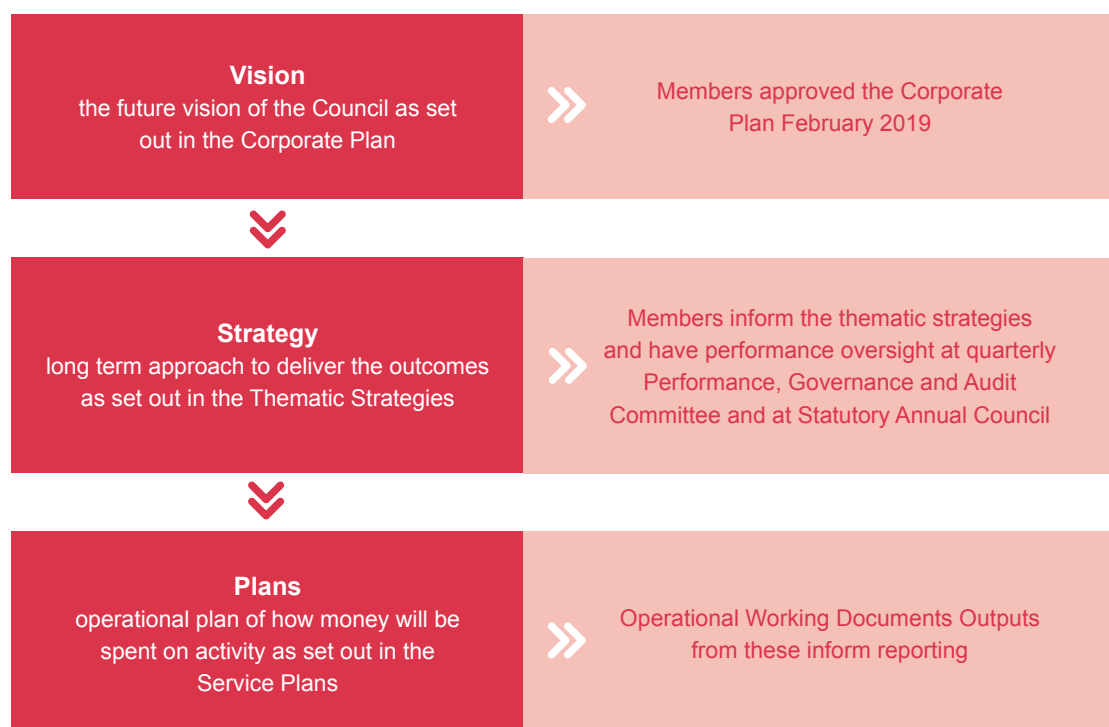 Vision
the future vision of the Council as set
out in the Corporate Plan
Members approved the Corporate
Plan February 2019
Strategy
long term approach to deliver the outcomes
as set out in the Thematic Strategies
Members inform the thematic strategies
and have performance oversight at quarterly
Performance, Governance and Audit
Committee and at Statutory Annual Council
Plans
operational plan of how money will be
spent on activity as set out in the
Service Plans
Operational Working Documents Outputs
from these inform reporting